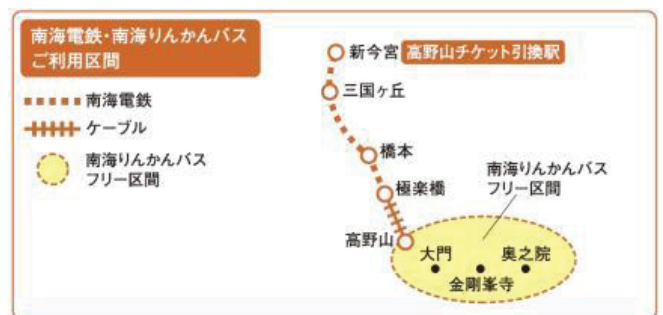 南海電鉄・南海りんかんバス
ご利用区間
南海電鉄
ケーブル
南海りんかんバス
フリー区間
新今宮 高野山チケット引換駅
三国ヶ丘
橋本
極楽橋
南海りんかんバス
フリー区間
高野山
大門 奥之院
金剛峯寺